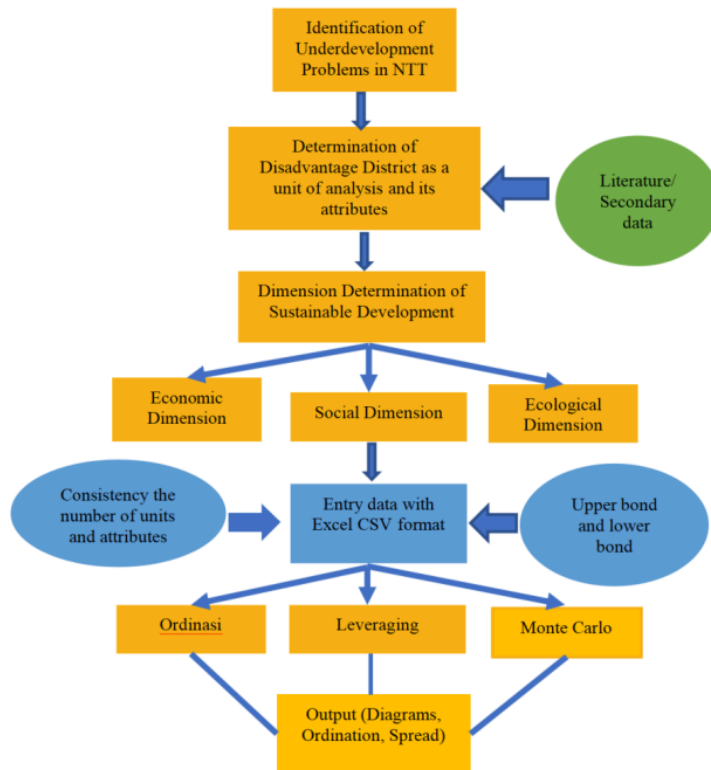 Identification of
Underdevelopment
Problems in NTT
Determination of
Disadvantage District as a
unit of analysis and its
attributes
Literature/
Secondary
data
Dimension Determination of
Sustainable Development
Economic
Dimension
Social Dimension
Ecological
Dimension
Consistency the
number of units
and attributes
Entry data with
Excel CSV format
Upper bond
and lower
bond
Ordinasi
Leveraging
Monte Carlo
Output (Diagrams,
Ordination, Spread)